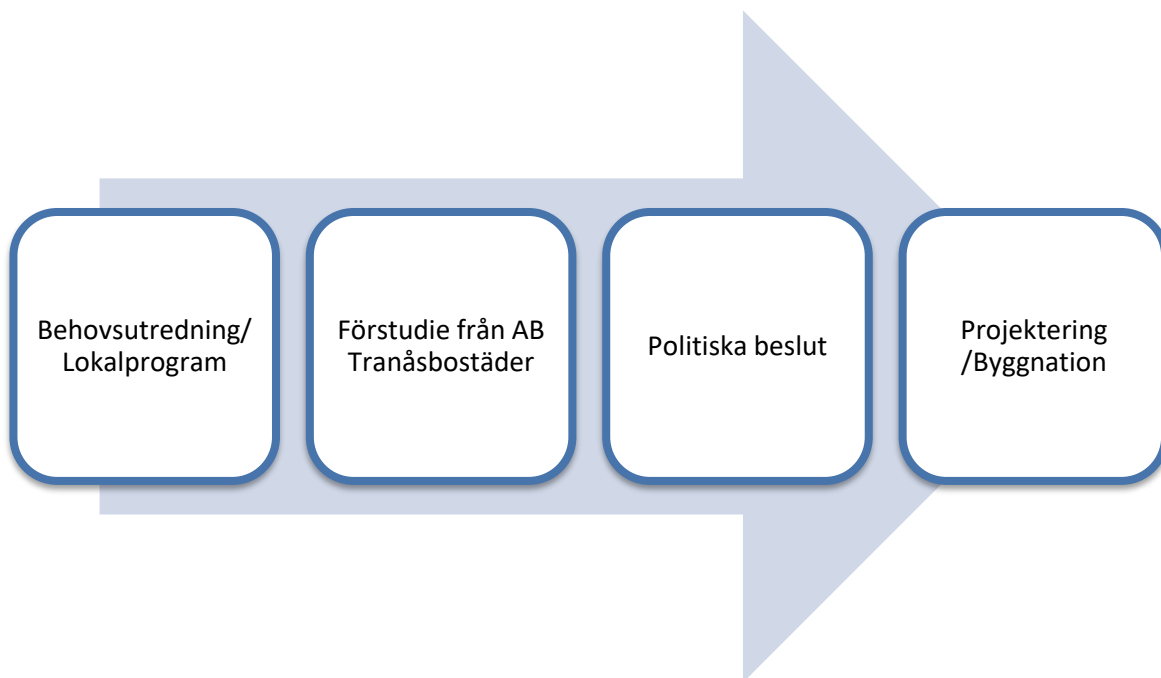 Behovsutredning/
Lokalprogram
Förstudie från AB
Tranåsbostäder
Politiska beslut
Projektering
/Byggnation